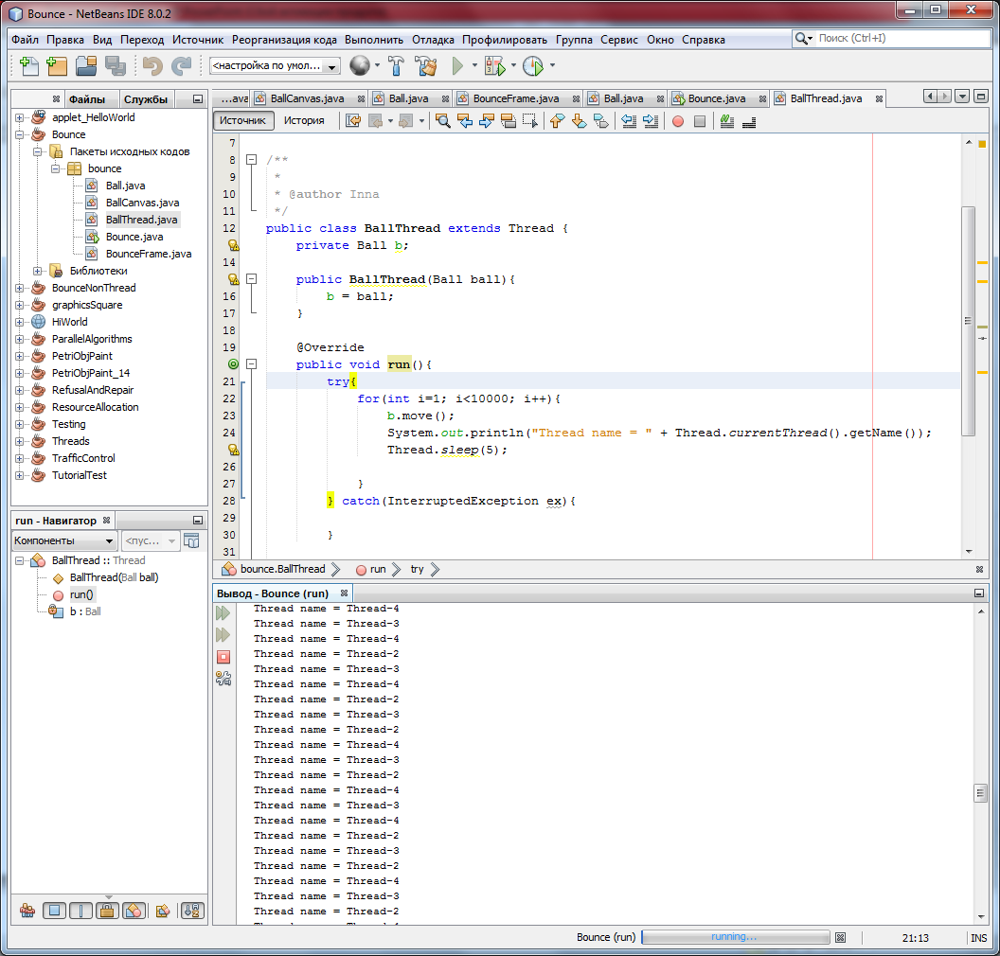 Bounce - NetBeans IDE 8.0.2
Файл Правка Вид Переход Источник Реорганизация кода Выполнить Отладка Профилировать Группа Сервис Окно Справка
Поиск (Ctrl+I)
<настройка по умол...
Файлы Службы
applet_HelloWorld
Bounce
Пакеты исходных кодов
bounce
Ball.java
BallCanvas.java
BallThread.java
Bounce.java
BounceFrame.java
Библиотеки
BounceNonThread
graphicsSquare
HiWorld
ParallelAlgorithms
PetriObjPaint
PetriObjPaint_14
RefusalAndRepair
ResourceAllocation
Testing
Threads
TrafficControl
TutorialTest
run - Навигатор
Компоненты <пус...
BallThread :: Thread
BallThread(Ball ball)
run()
b : Ball
...ava BallCanvas.java Ball.java BounceFrame.java Ball.java Bounce.java BallThread.java
Источник История
7
8 /**
9 *
10 * @author Inna
11 */
12 public class BallThread extends Thread {
private Ball b;
14
public BallThread(Ball ball){
16 b = ball;
17 }
18
19 @Override
public void run(){
21 try{
22 for(int i=1; i<10000; i++){
23 b.move();
24 System.out.println("Thread name = " + Thread.currentThread().getName());
Thread.sleep(5);
26
27 }
28 } catch(InterruptedException ex){
29
30 }
31
bounce.BallThread run try
Вывод - Bounce (run)
Thread name = Thread-4
Thread name = Thread-3
Thread name = Thread-4
Thread name = Thread-2
Thread name = Thread-3
Thread name = Thread-4
Thread name = Thread-2
Thread name = Thread-3
Thread name = Thread-2
Thread name = Thread-4
Thread name = Thread-3
Thread name = Thread-2
Thread name = Thread-4
Thread name = Thread-3
Thread name = Thread-4
Thread name = Thread-2
Thread name = Thread-3
Thread name = Thread-2
Thread name = Thread-4
Thread name = Thread-3
Thread name = Thread-2
Bounce (run) running... 21:13 INS